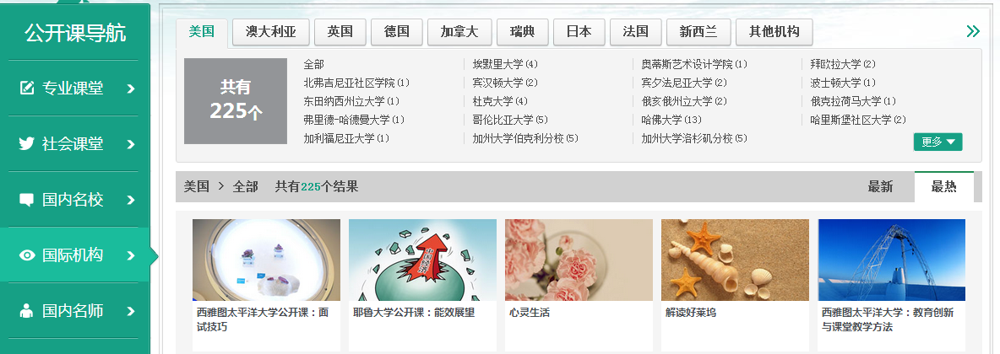 公开课导航
专业课堂
社会课堂
国内名校
国际机构
国内名师
美国 澳大利亚 英国 德国 加拿大 瑞典 日本 法国 新西兰 其他机构
共有
225个
全部 埃默里大学(4) 奥蒂斯艺术设计学院(1) 拜欧拉大学(2)
北弗吉尼亚社区学院(1) 宾汉顿大学(2) 宾夕法尼亚大学(2) 波士顿大学(1)
东田纳西州立大学(1) 杜克大学(4) 俄亥俄州立大学(2) 俄克拉荷马大学(1)
弗里德-哈德曼大学(1) 哥伦比亚大学(5) 哈佛大学(13) 哈里斯堡社区大学(2)
加利福尼亚大学(1) 加州大学伯克利分校(5) 加州大学洛杉矶分校(5)
更多
美国 > 全部 共有225个结果 最新 最热
中国经济
西雅图太平洋大学公开课：面
试技巧
耶鲁大学公开课：能效展望
心灵生活
解读好莱坞
西雅图太平洋大学：教育创新
与课堂教学方法